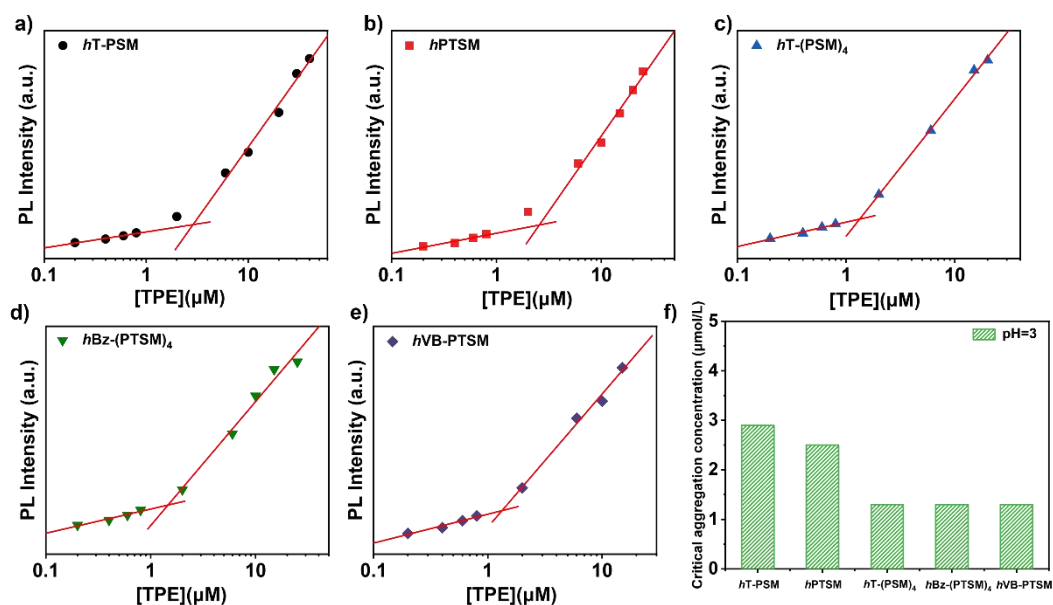 a)
hT-PSM
PL Intensity (a.u.)
0.1 1 10
[TPE](μM)
b)
hPTSM
PL Intensity (a.u.)
0.1 1 10
[TPE](μM)
c)
hT-(PSM)₄
PL Intensity (a.u.)
0.1 1 10
[TPE](μM)
d)
hBz-(PTSM)₄
PL Intensity (a.u.)
0.1 1 10
[TPE](μM)
e)
hVB-PTSM
PL Intensity (a.u.)
0.1 1 10
[TPE](μM)
f)
pH=3
Critical aggregation concentration (μmol/L)
5
4
3
2
1
0
hT-PSM hPTSM hT-(PSM)₄ hBz-(PTSM)₄ hVB-PTSM